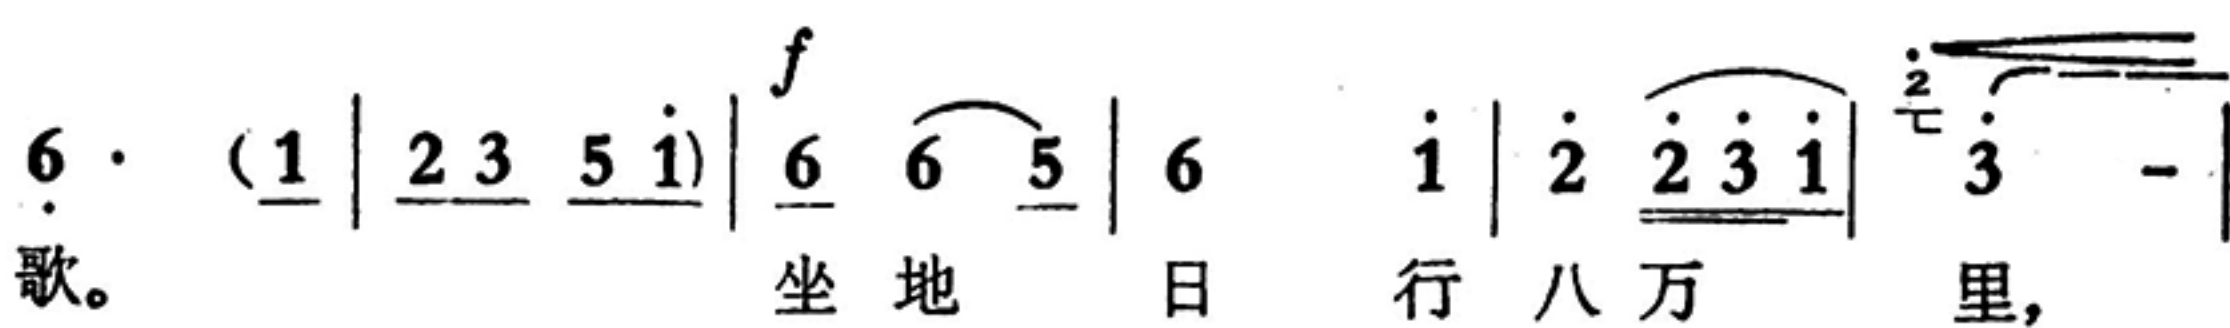 f
6̣ · (1 | 2 3 5 1̇) | 6 6 5 | 6 1̇ | 2̇ 2̇ 3̇ 1̇ | 2̇ 3̇ - |
歌。 坐 地 日 行 八 万 里,